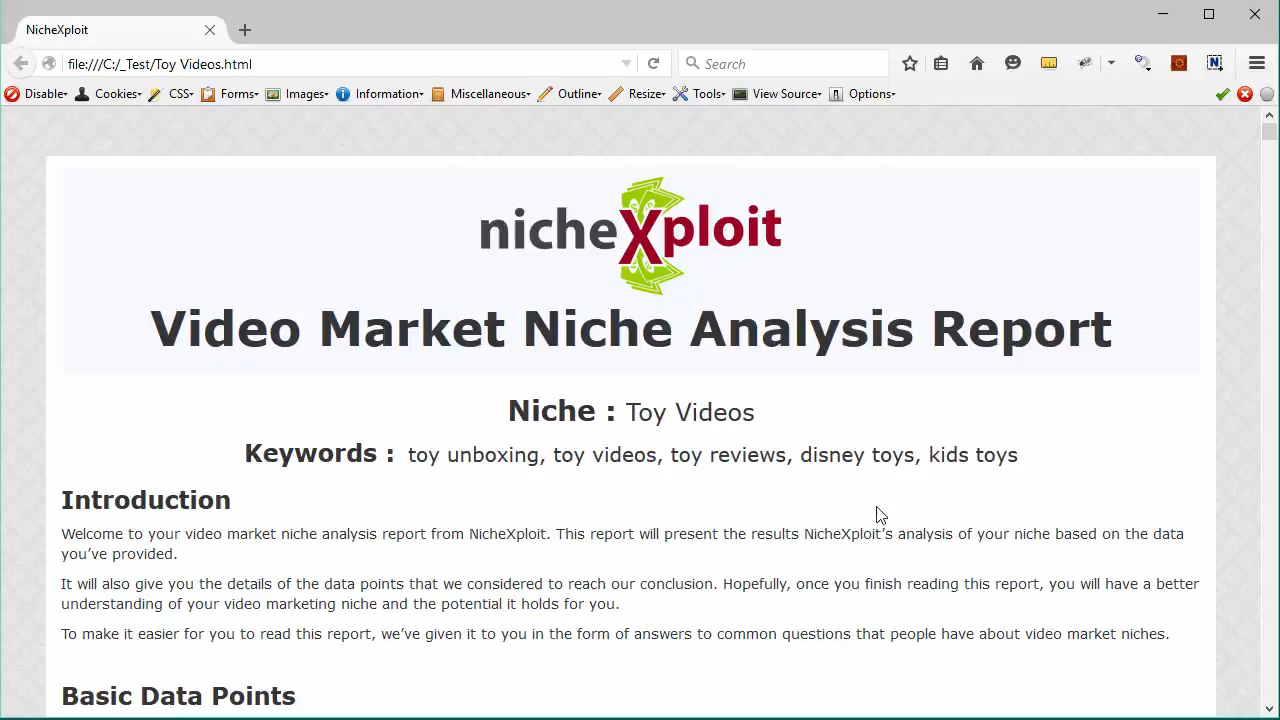 NicheXploit
file:///C:/_Test/Toy Videos.html
Search
Disable
Cookies
CSS
Forms
Images
Information
Miscellaneous
Outline
Resize
Tools
View Source
Options
nicheXploit
Video Market Niche Analysis Report
Niche : Toy Videos
Keywords : toy unboxing, toy videos, toy reviews, disney toys, kids toys
Introduction
Welcome to your video market niche analysis report from NicheXploit. This report will present the results NicheXploit’s analysis of your niche based on the data
you’ve provided.
It will also give you the details of the data points that we considered to reach our conclusion. Hopefully, once you finish reading this report, you will have a better
understanding of your video marketing niche and the potential it holds for you.
To make it easier for you to read this report, we’ve given it to you in the form of answers to common questions that people have about video market niches.
Basic Data Points